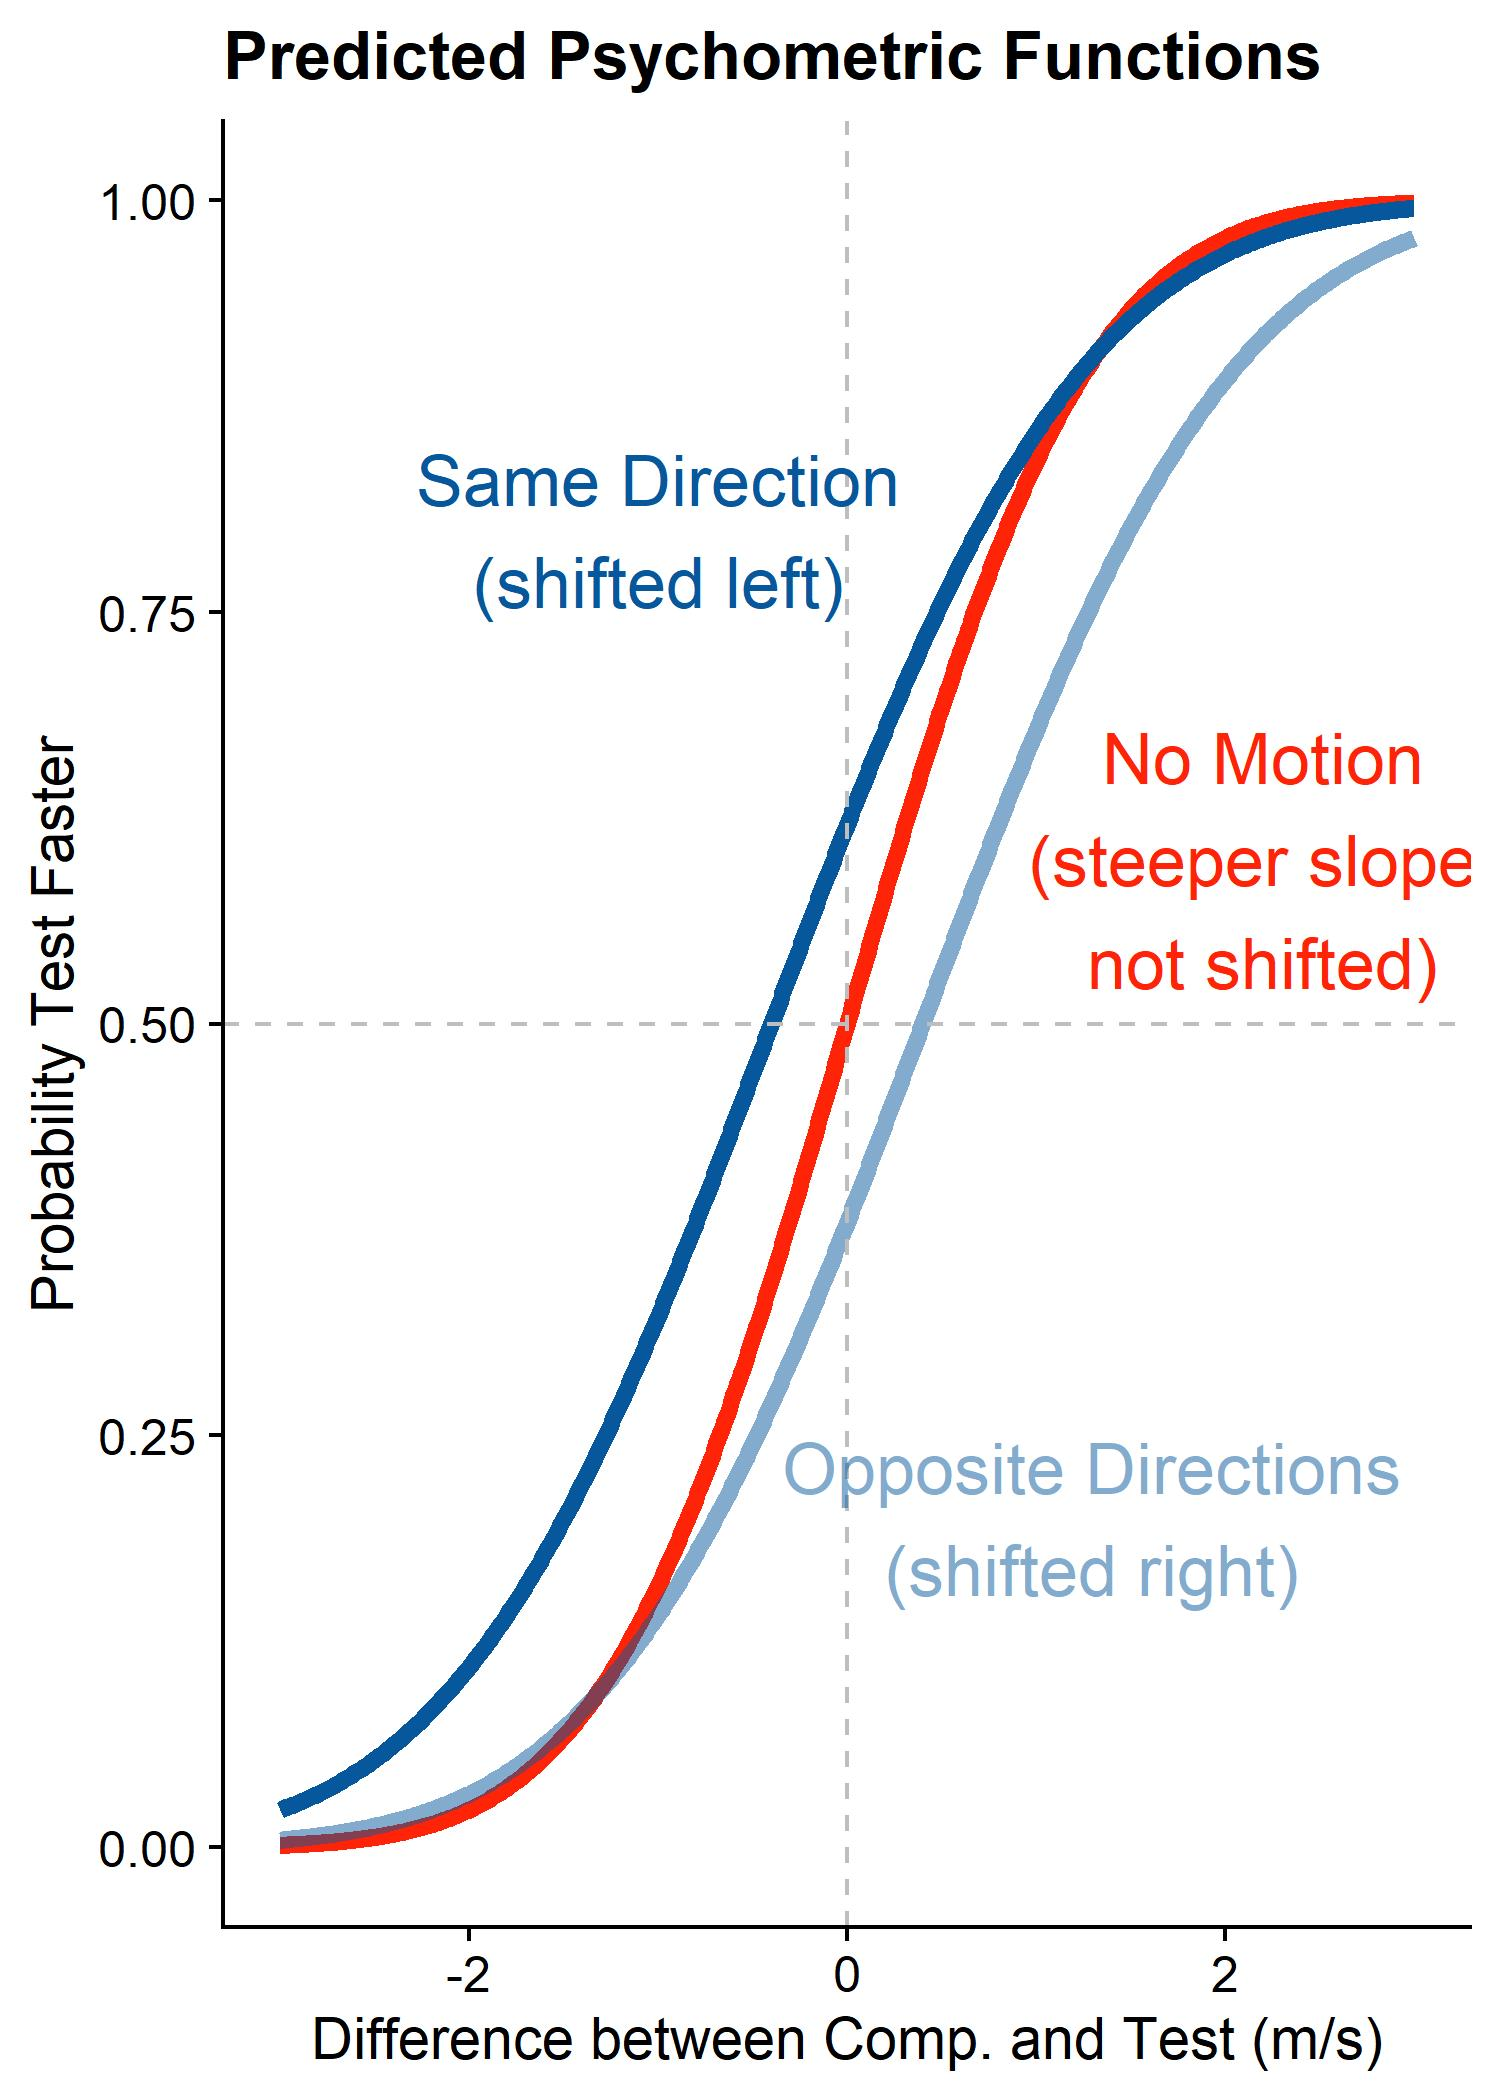 Predicted Psychometric Functions
1.00
0.75
0.50
0.25
0.00
Probability Test Faster
Same Direction
(shifted left)
No Motion
(steeper slope
not shifted)
Opposite Directions
(shifted right)
-2
0
2
Difference between Comp. and Test (m/s)